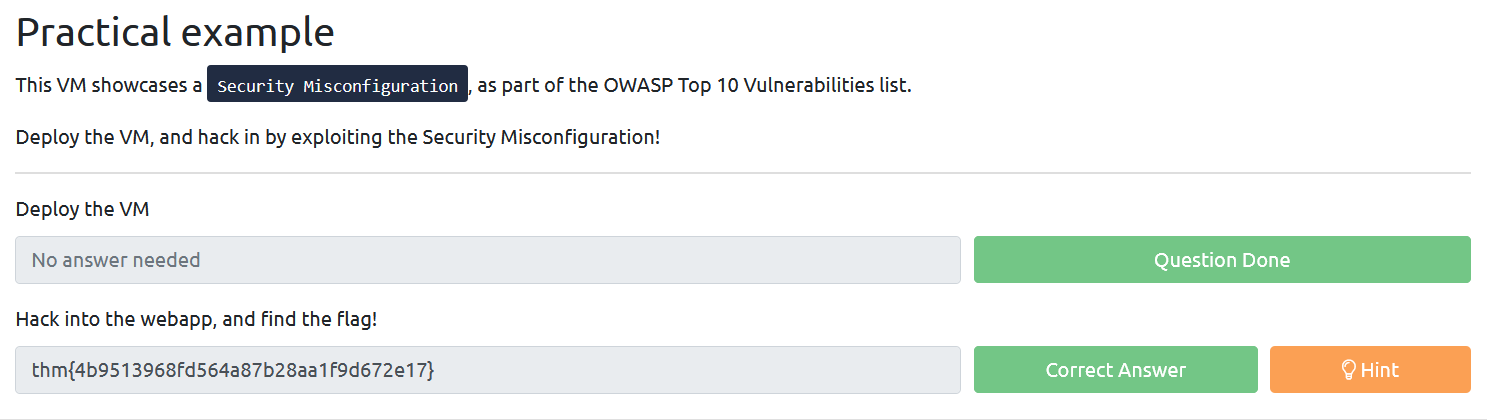 Practical example
This VM showcases a Security Misconfiguration, as part of the OWASP Top 10 Vulnerabilities list.
Deploy the VM, and hack in by exploiting the Security Misconfiguration!
Deploy the VM
No answer needed
Question Done
Hack into the webapp, and find the flag!
thm{4b9513968fd564a87b28aa1f9d672e17}
Correct Answer
Hint